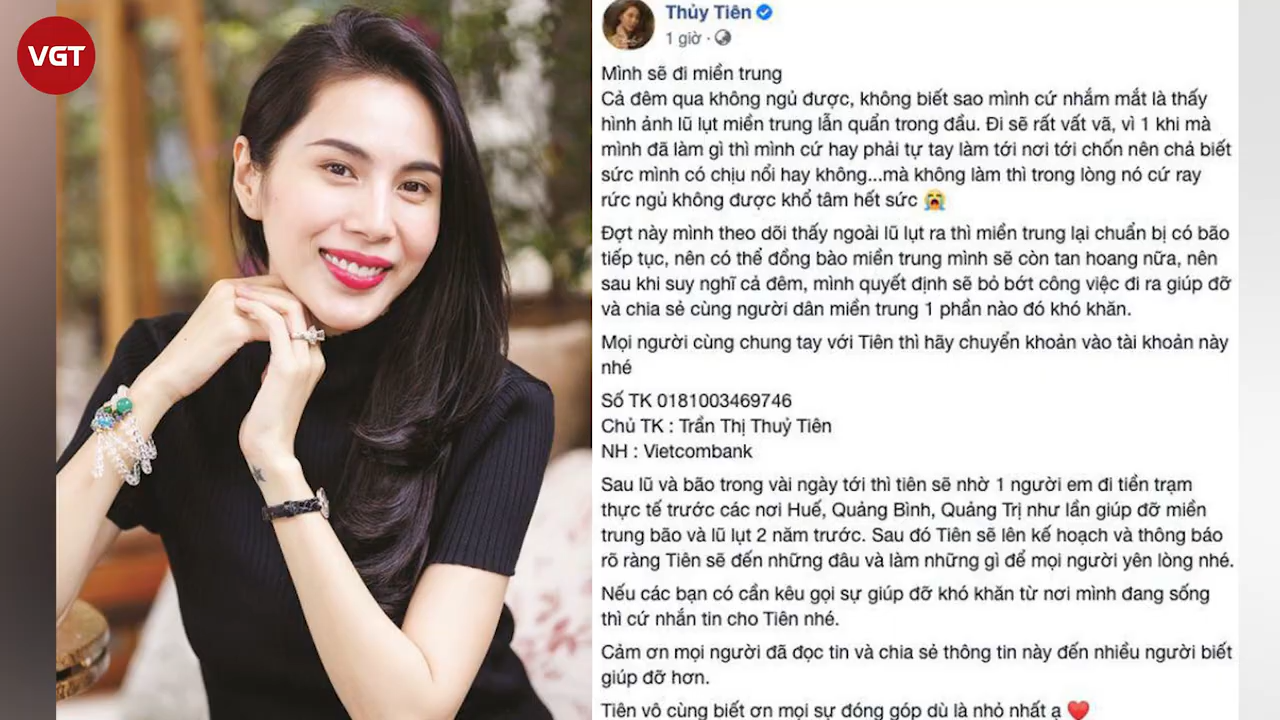 VGT
Thủy Tiên
1 giờ ·
Mình sẽ đi miền trung
Cả đêm qua không ngủ được, không biết sao mình cứ nhắm mắt là thấy
hình ảnh lũ lụt miền trung lẩn quẩn trong đầu. Đi sẽ rất vất vã, vì 1 khi mà
mình đã làm gì thì mình cứ hay phải tự tay làm tới nơi tới chốn nên chả biết
sức mình có chịu nổi hay không...mà không làm thì trong lòng nó cứ ray
rức ngủ không được khổ tâm hết sức 😭
Đợt này mình theo dõi thấy ngoài lũ lụt ra thì miền trung lại chuẩn bị có bão
tiếp tục, nên có thể đồng bào miền trung mình sẽ còn tan hoang nữa, nên
sau khi suy nghĩ cả đêm, mình quyết định sẽ bỏ bớt công việc đi ra giúp đỡ
và chia sẻ cùng người dân miền trung 1 phần nào đó khó khăn.
Mọi người cùng chung tay với Tiên thì hãy chuyển khoản vào tài khoản này
nhé
Số TK 0181003469746
Chủ TK : Trần Thị Thuỷ Tiên
NH : Vietcombank
Sau lũ và bão trong vài ngày tới thì tiên sẽ nhờ 1 người em đi tiền trạm
thực tế trước các nơi Huế, Quảng Bình, Quảng Trị như lần giúp đỡ miền
trung bão và lũ lụt 2 năm trước. Sau đó Tiên sẽ lên kế hoạch và thông báo
rõ ràng Tiên sẽ đến những đâu và làm những gì để mọi người yên lòng nhé.
Nếu các bạn có cần kêu gọi sự giúp đỡ khó khăn từ nơi mình đang sống
thì cứ nhắn tin cho Tiên nhé.
Cảm ơn mọi người đã đọc tin và chia sẻ thông tin này đến nhiều người biết
giúp đỡ hơn.
Tiên vô cùng biết ơn mọi sự đóng góp dù là nhỏ nhất ạ ❤️